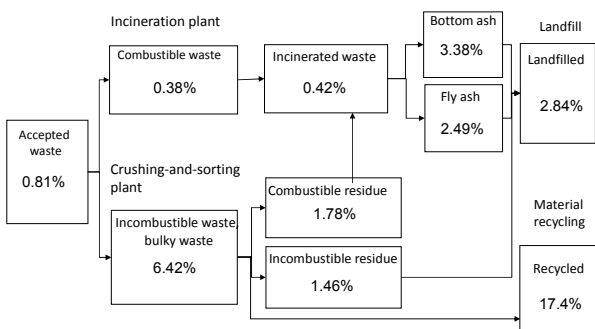 Incineration plant
Combustible waste
0.38%
Incinerated waste
0.42%
Bottom ash
3.38%
Fly ash
2.49%
Landfill
Landfilled
2.84%
Accepted
waste
0.81%
Crushing-and-sorting
plant
Incombustible waste,
bulky waste
6.42%
Combustible residue
1.78%
Incombustible residue
1.46%
Material
recycling
Recycled
17.4%